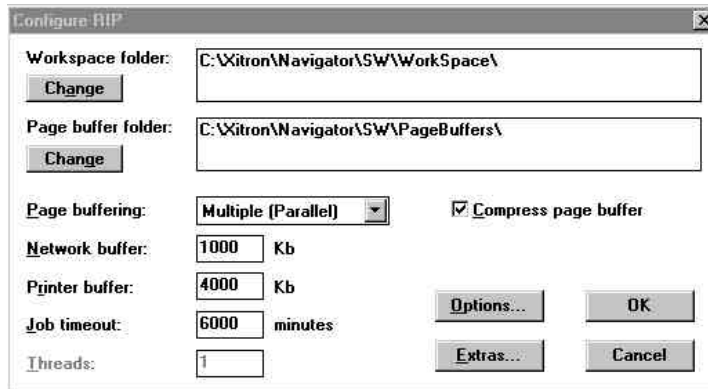 Configure RIP
Workspace folder: C:\Xitron\Navigator\SW\WorkSpace\
Change
Page buffer folder: C:\Xitron\Navigator\SW\PageBuffers\
Change
Page buffering: Multiple (Parallel) Compress page buffer
Network buffer: 1000 Kb
Printer buffer: 4000 Kb
Options... OK
Job timeout: 6000 minutes
Extras... Cancel
Threads: 1